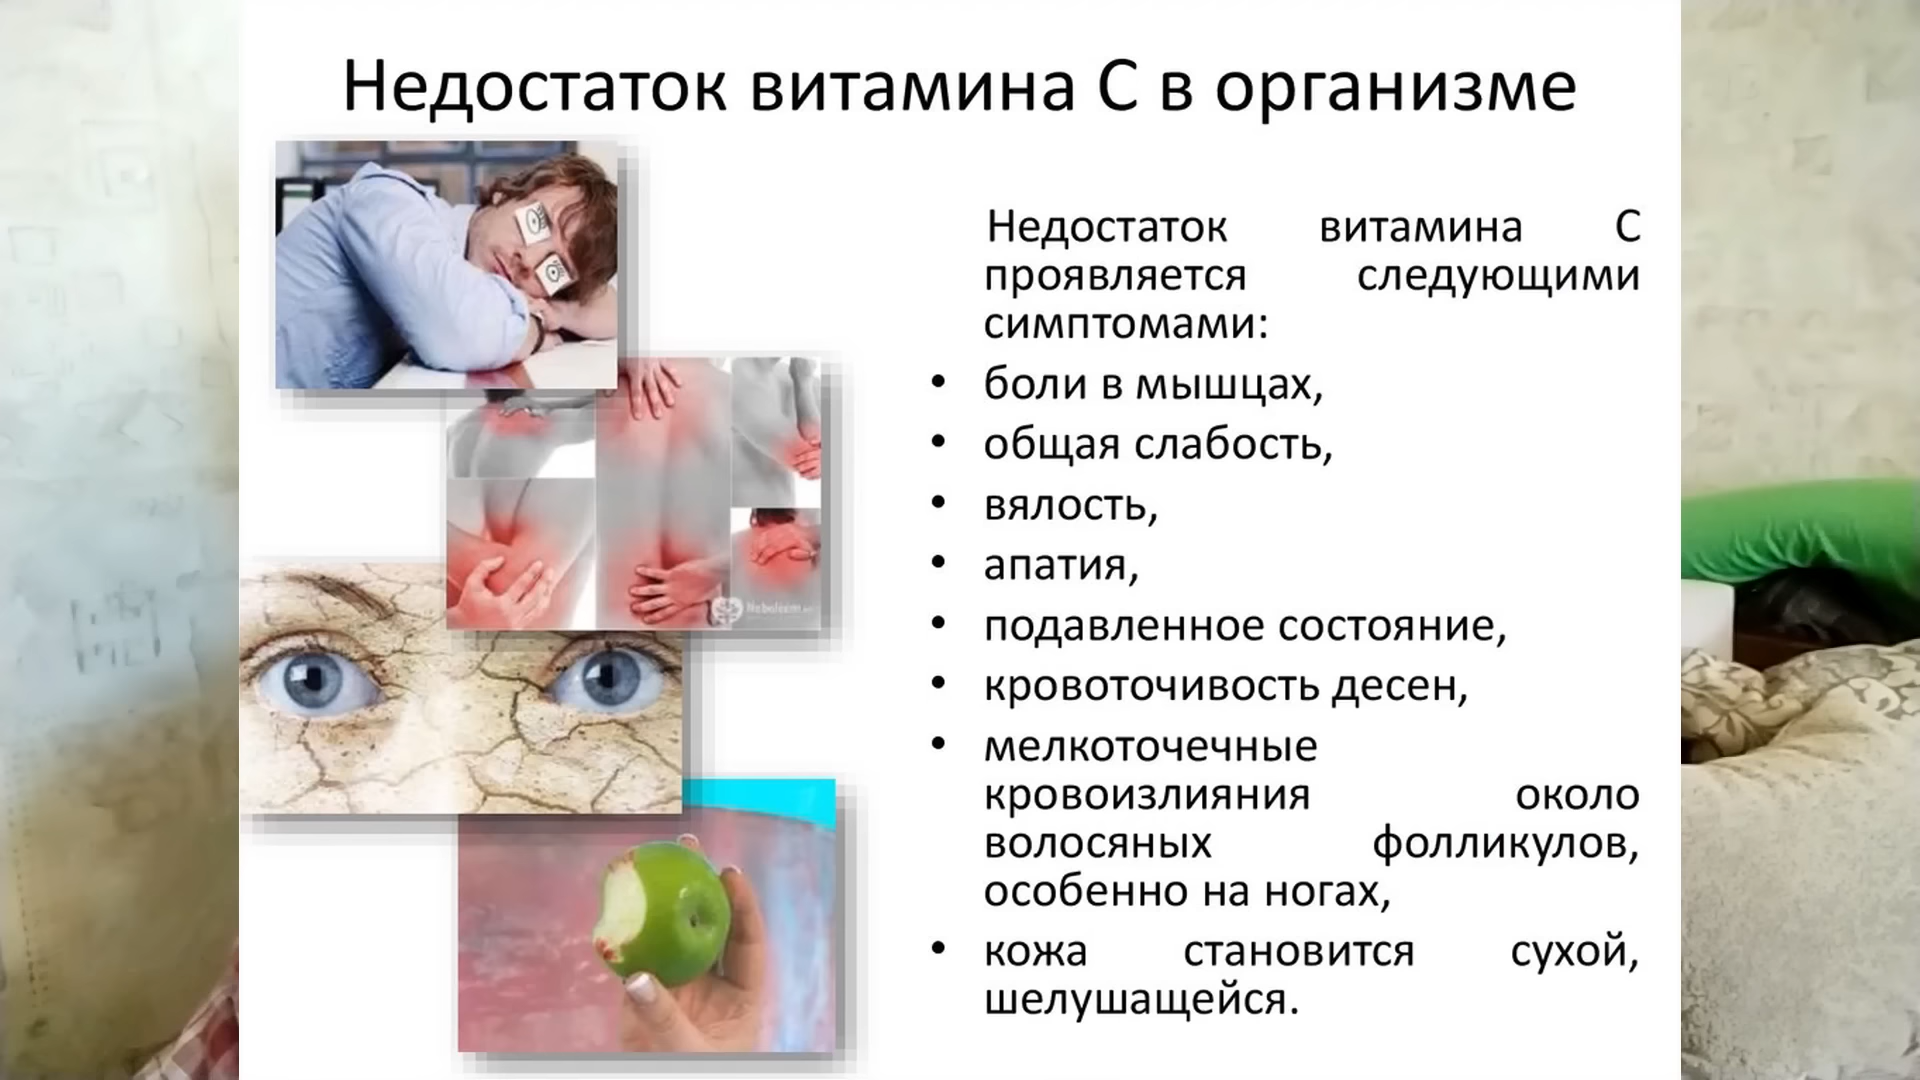 Недостаток витамина С в организме
Недостаток витамина С
проявляется следующими
симптомами:
• боли в мышцах,
• общая слабость,
• вялость,
• апатия,
• подавленное состояние,
• кровоточивость десен,
• мелкоточечные
кровоизлияния около
волосяных фолликулов,
особенно на ногах,
• кожа становится сухой,
шелушащейся.